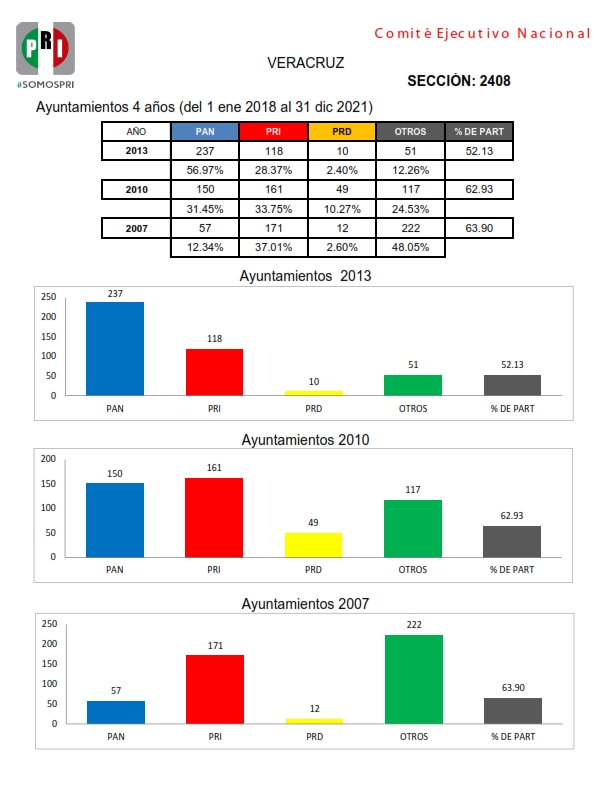 Comité Ejecutivo Nacional
PRI
#SOMOSPRI
VERACRUZ
SECCIÓN: 2408
Ayuntamientos 4 años (del 1 ene 2018 al 31 dic 2021)
AÑO PAN PRI PRD OTROS % DE PART
2013 237 118 10 51 52.13
56.97% 28.37% 2.40% 12.26%
2010 150 161 49 117 62.93
31.45% 33.75% 10.27% 24.53%
2007 57 171 12 222 63.90
12.34% 37.01% 2.60% 48.05%
Ayuntamientos 2013
250
200
150
100
50
0
237 118 10 51 52.13
PAN PRI PRD OTROS % DE PART
Ayuntamientos 2010
200
150
100
50
0
150 161 49 117 62.93
PAN PRI PRD OTROS % DE PART
Ayuntamientos 2007
250
200
150
100
50
0
57 171 12 222 63.90
PAN PRI PRD OTROS % DE PART